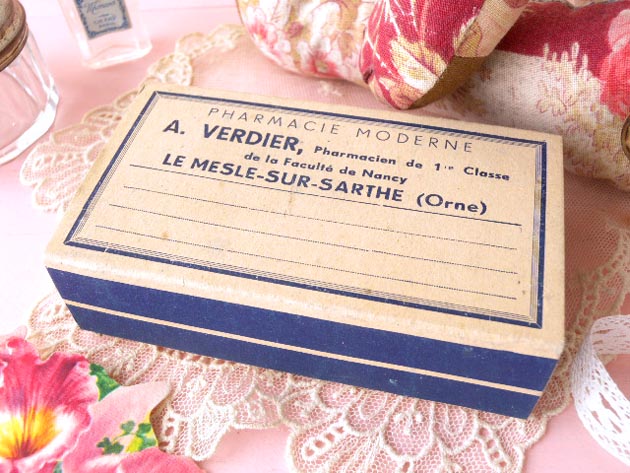 PHARMACIE MODERNE
A. VERDIER, Pharmacien de 1re Classe
de la Faculté de Nancy
LE MESLE-SUR-SARTHE (Orne)